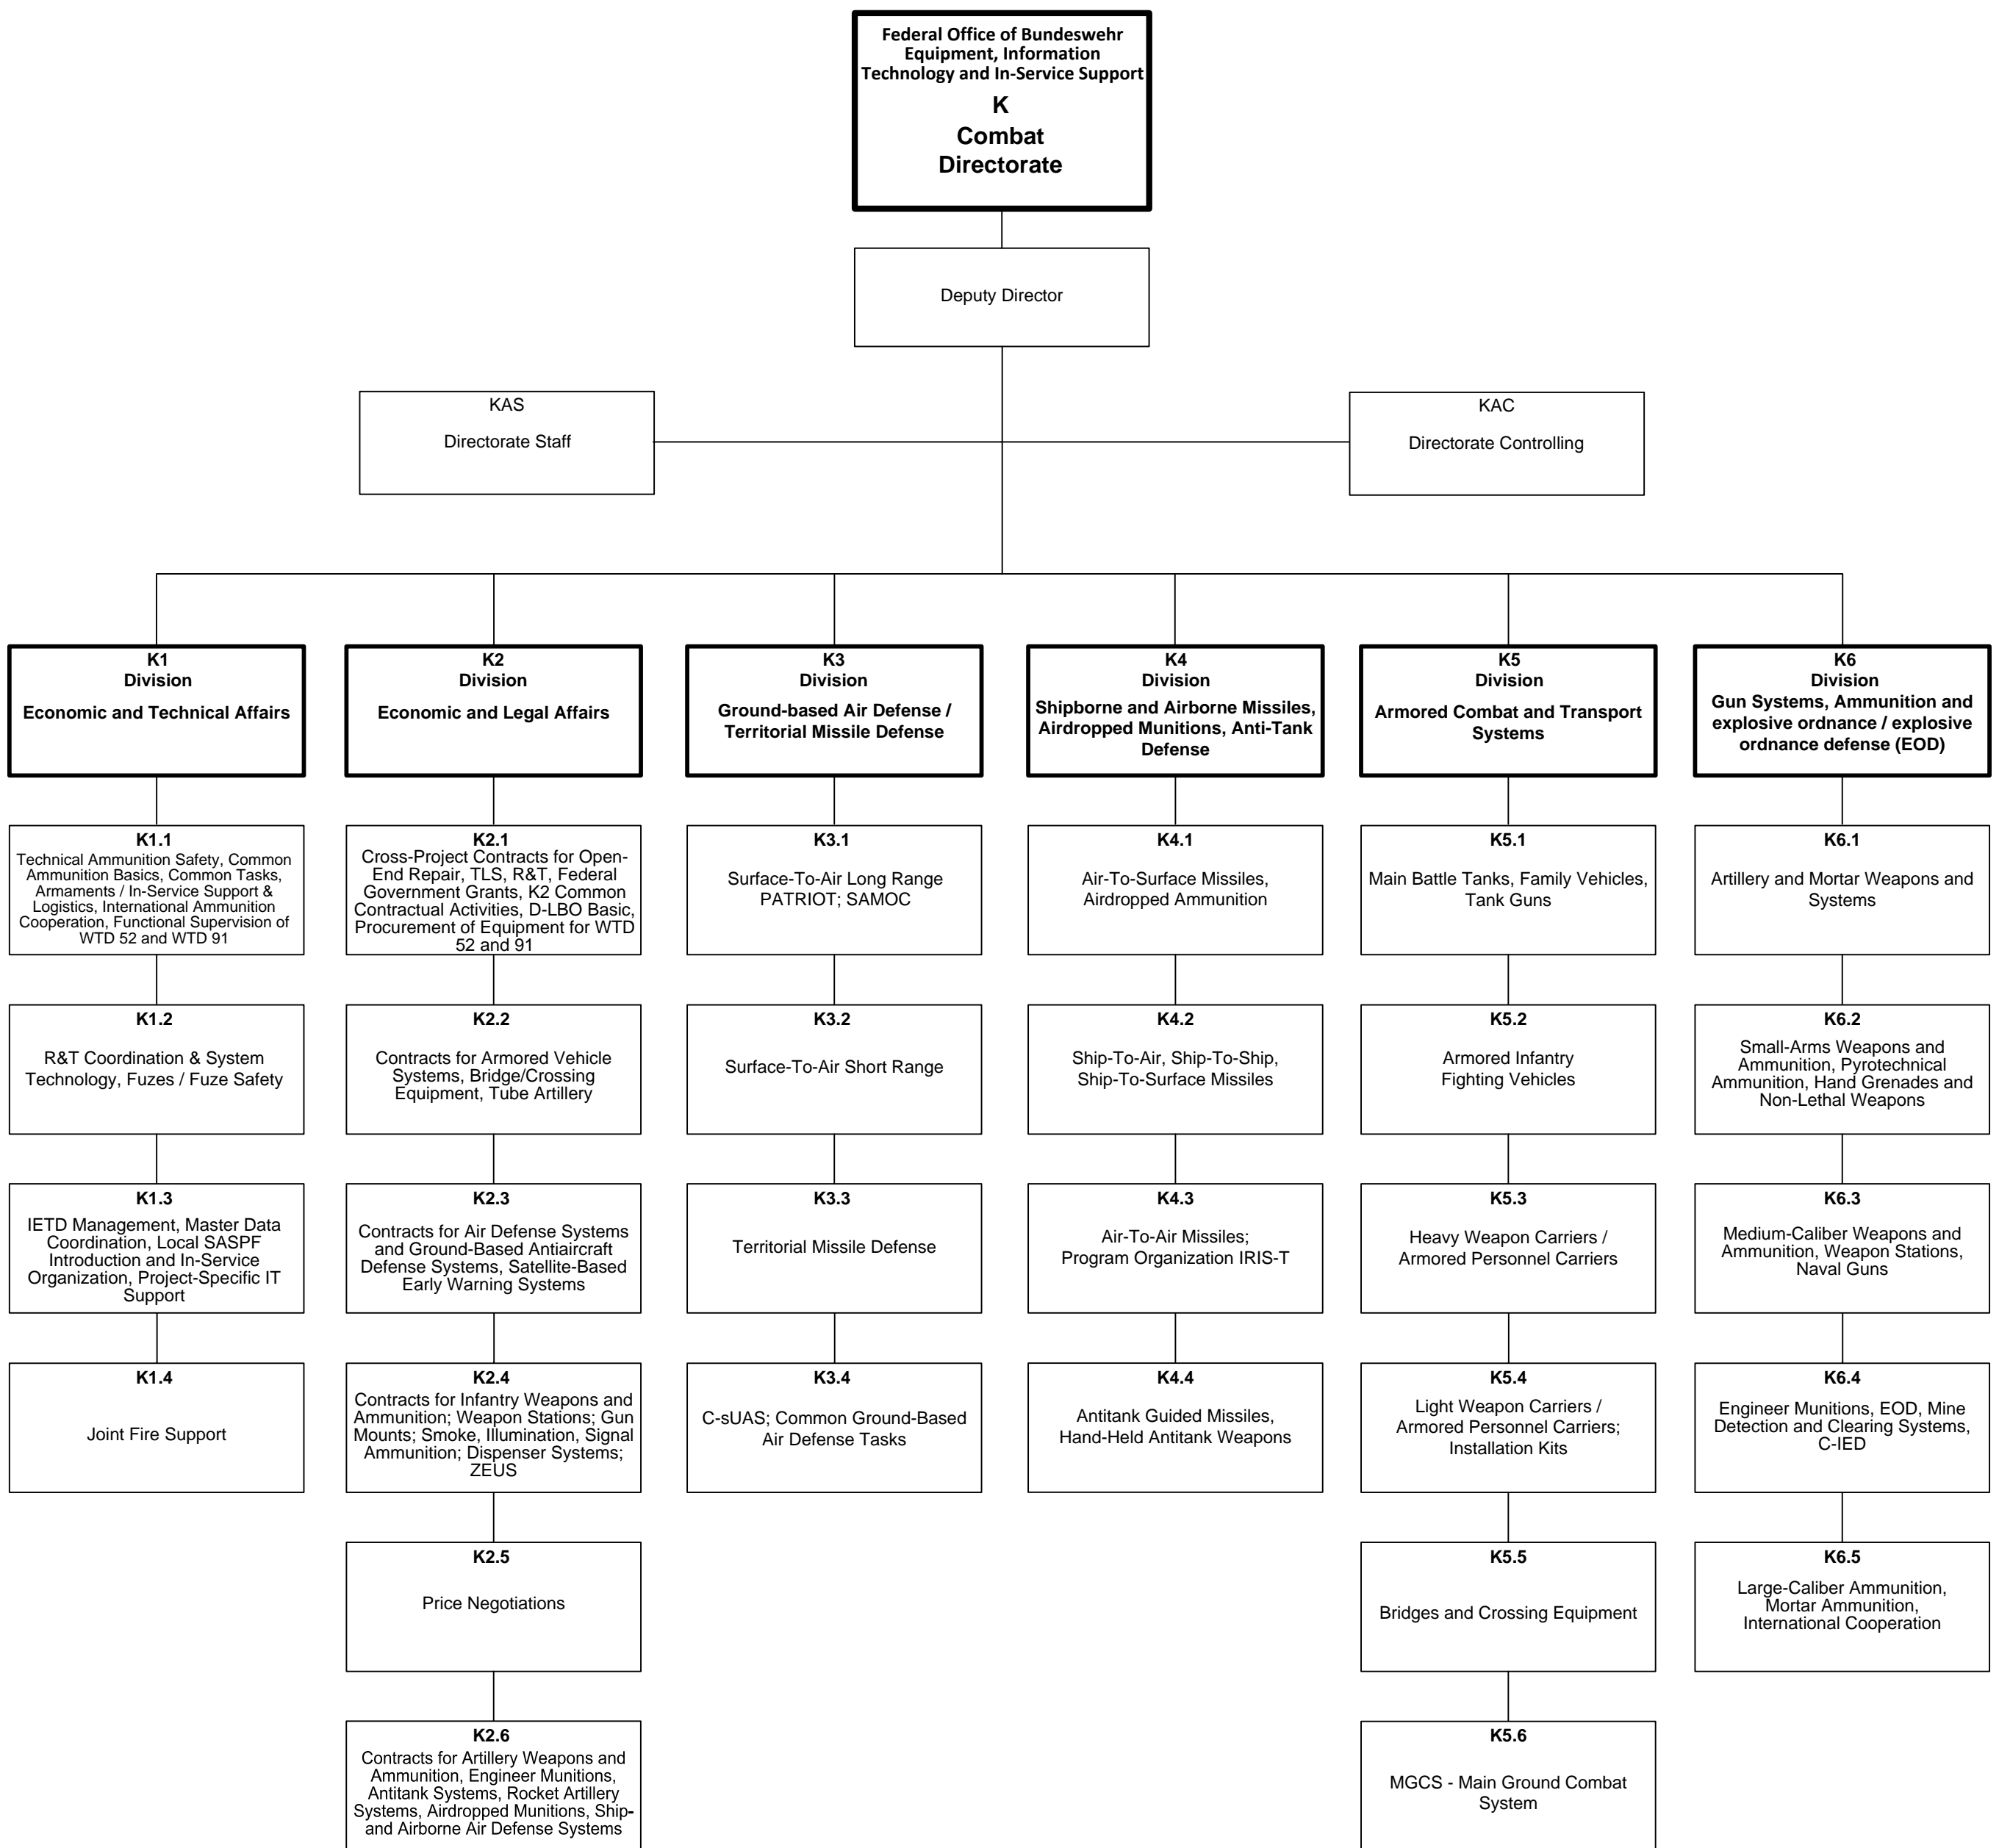 Federal Office of Bundeswehr
Equipment, Information
Technology and In-Service Support
K
Combat
Directorate
Deputy Director
KAS
Directorate Staff
KAC
Directorate Controlling
K1
Division
Economic and Technical Affairs
K2
Division
Economic and Legal Affairs
K3
Division
Ground-based Air Defense /
Territorial Missile Defense
K4
Division
Shipborne and Airborne Missiles,
Airdropped Munitions, Anti-Tank
Defense
K5
Division
Armored Combat and Transport
Systems
K6
Division
Gun Systems, Ammunition and
explosive ordnance / explosive
ordnance defense (EOD)
K1.1
Technical Ammunition Safety, Common
Ammunition Basics, Common Tasks,
Armaments / In-Service Support &
Logistics, International Ammunition
Cooperation, Functional Supervision of
WTD 52 and WTD 91
K2.1
Cross-Project Contracts for Open-
End Repair, TLS, R&T, Federal
Government Grants, K2 Common
Contractual Activities, D-LBO Basic,
Procurement of Equipment for WTD
52 and 91
K3.1
Surface-To-Air Long Range
PATRIOT; SAMOC
K4.1
Air-To-Surface Missiles,
Airdropped Ammunition
K5.1
Main Battle Tanks, Family Vehicles,
Tank Guns
K6.1
Artillery and Mortar Weapons and
Systems
K1.2
R&T Coordination & System
Technology, Fuzes / Fuze Safety
K2.2
Contracts for Armored Vehicle
Systems, Bridge/Crossing
Equipment, Tube Artillery
K3.2
Surface-To-Air Short Range
K4.2
Ship-To-Air, Ship-To-Ship,
Ship-To-Surface Missiles
K5.2
Armored Infantry
Fighting Vehicles
K6.2
Small-Arms Weapons and
Ammunition, Pyrotechnical
Ammunition, Hand Grenades and
Non-Lethal Weapons
K1.3
IETD Management, Master Data
Coordination, Local SASPF
Introduction and In-Service
Organization, Project-Specific IT
Support
K2.3
Contracts for Air Defense Systems
and Ground-Based Antiaircraft
Defense Systems, Satellite-Based
Early Warning Systems
K3.3
Territorial Missile Defense
K4.3
Air-To-Air Missiles;
Program Organization IRIS-T
K5.3
Heavy Weapon Carriers /
Armored Personnel Carriers
K6.3
Medium-Caliber Weapons and
Ammunition, Weapon Stations,
Naval Guns
K1.4
Joint Fire Support
K2.4
Contracts for Infantry Weapons and
Ammunition; Weapon Stations; Gun
Mounts; Smoke, Illumination, Signal
Ammunition; Dispenser Systems;
ZEUS
K3.4
C-sUAS; Common Ground-Based
Air Defense Tasks
K4.4
Antitank Guided Missiles,
Hand-Held Antitank Weapons
K5.4
Light Weapon Carriers /
Armored Personnel Carriers;
Installation Kits
K6.4
Engineer Munitions, EOD, Mine
Detection and Clearing Systems,
C-IED
K2.5
Price Negotiations
K5.5
Bridges and Crossing Equipment
K6.5
Large-Caliber Ammunition,
Mortar Ammunition,
International Cooperation
K2.6
Contracts for Artillery Weapons and
Ammunition, Engineer Munitions,
Antitank Systems, Rocket Artillery
Systems, Airdropped Munitions, Ship-
and Airborne Air Defense Systems
K5.6
MGCS - Main Ground Combat
System